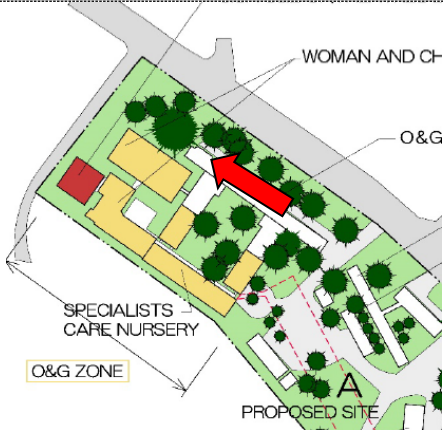 WOMAN AND CH
O&G
SPECIALISTS
CARE NURSERY
O&G ZONE
A
PROPOSED SITE